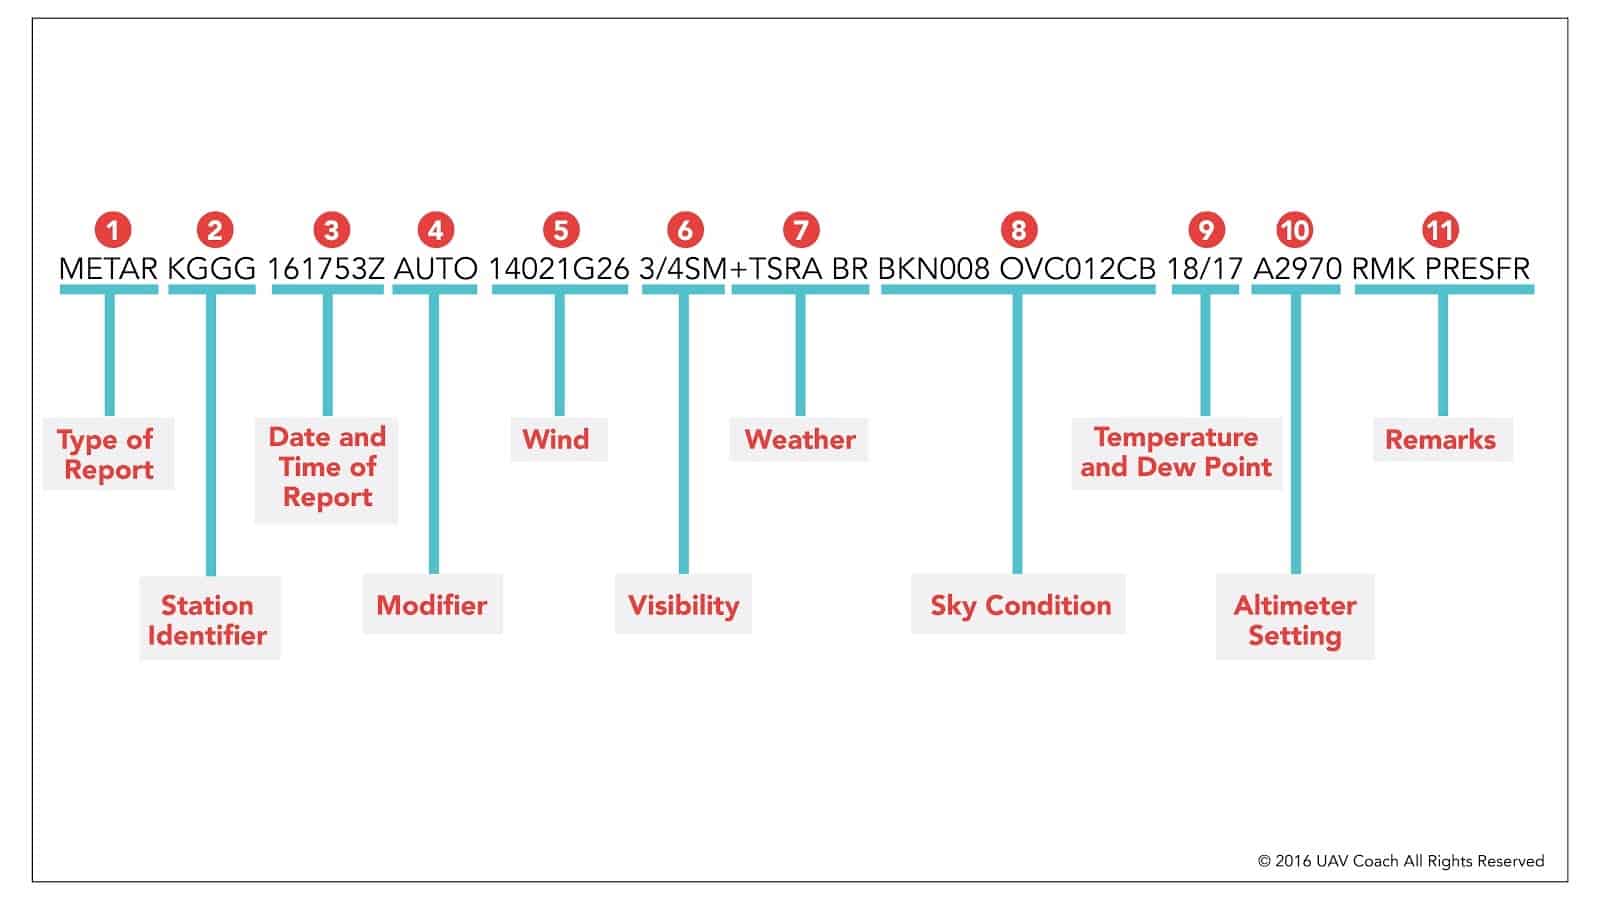 1 2 3 4 5 6 7 8 9 10 11
METAR KGGG 161753Z AUTO 14021G26 3/4SM+TSRA BR BKN008 OVC012CB 18/17 A2970 RMK PRESFR
Type of
Report
Date and
Time of
Report
Wind
Weather
Temperature
and Dew Point
Remarks
Station
Identifier
Modifier
Visibility
Sky Condition
Altimeter
Setting
© 2016 UAV Coach All Rights Reserved